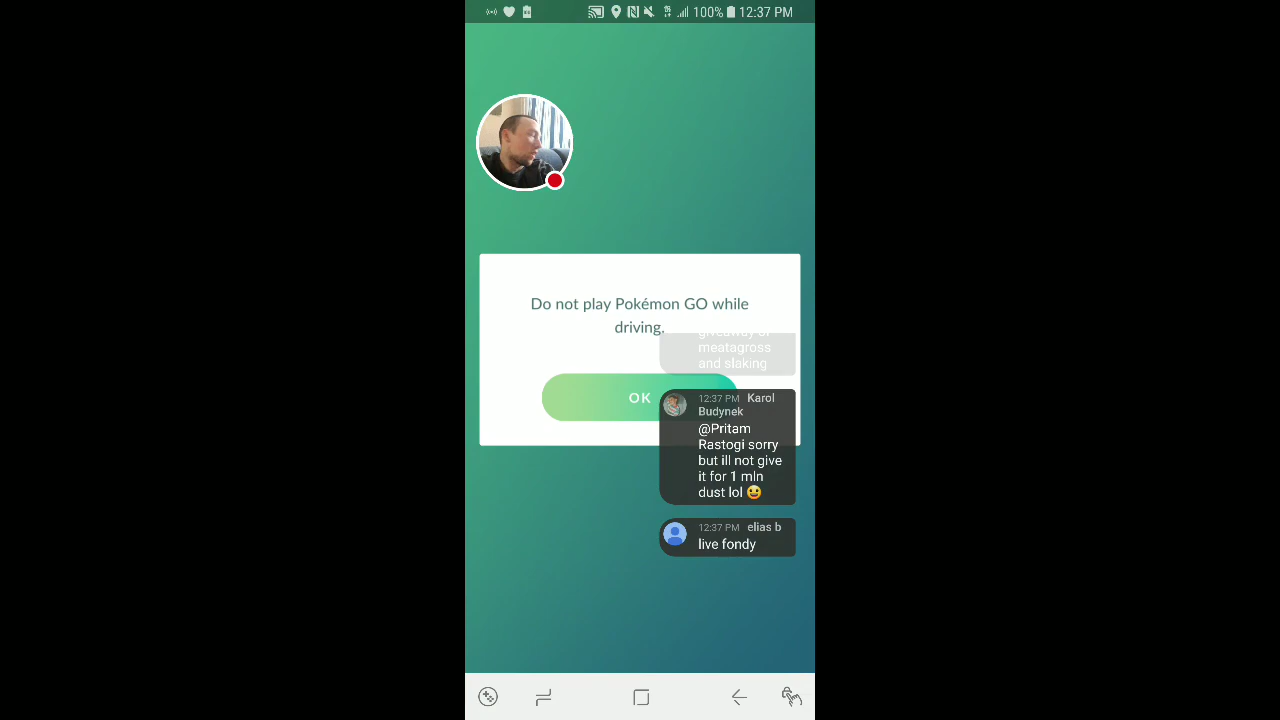 100% 12:37 PM
Do not play Pokémon GO while
driving.
giveaway of
meatagross
and slaking
OK
12:37 PM Karol
Budynek
@Pritam
Rastogi sorry
but ill not give
it for 1 mln
dust lol 😃
12:37 PM elias b
live fondy